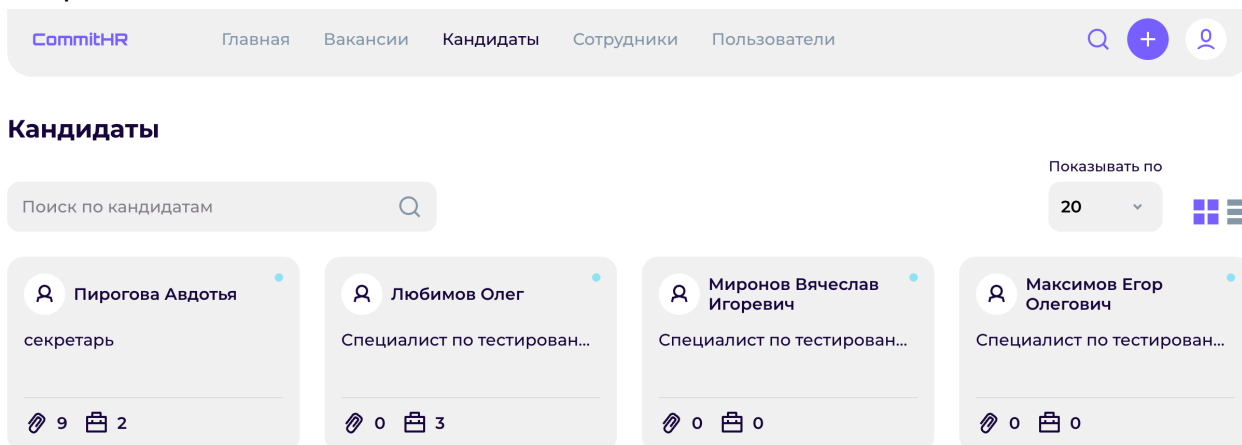 CommitHR Главная Вакансии Кандидаты Сотрудники Пользователи
Кандидаты
Показывать по
Поиск по кандидатам
20
Пирогова Авдотья
секретарь
9 2
Любимов Олег
Специалист по тестирован...
0 3
Миронов Вячеслав
Игоревич
Специалист по тестирован...
0 0
Максимов Егор
Олегович
Специалист по тестирован...
0 0